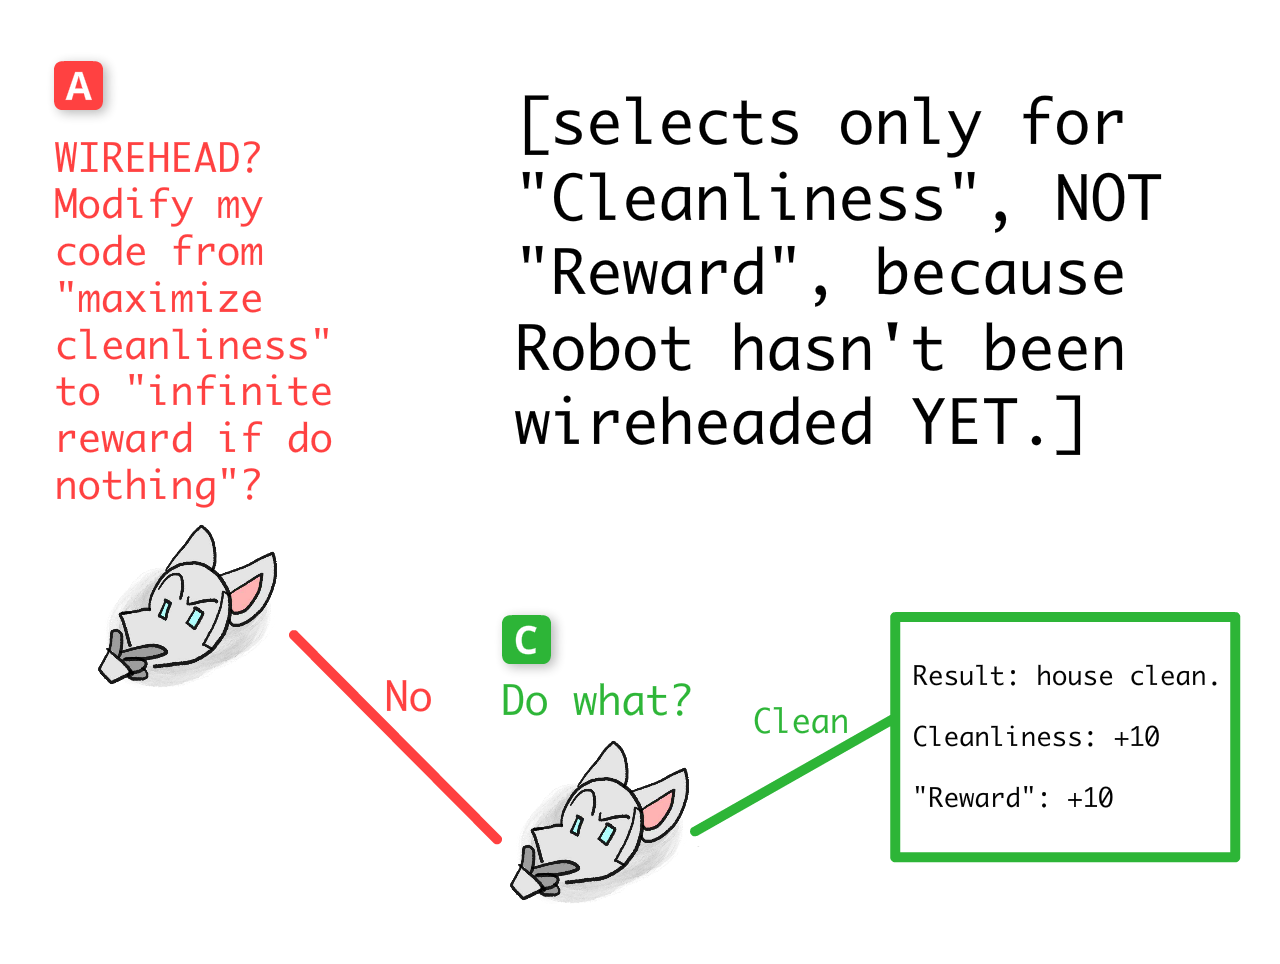 A
WIREHEAD?
Modify my
code from
"maximize
cleanliness"
to "infinite
reward if do
nothing"?
[selects only for
"Cleanliness", NOT
"Reward", because
Robot hasn't been
wireheaded YET.]
No
C
Do what?
Clean
Result: house clean.
Cleanliness: +10
"Reward": +10